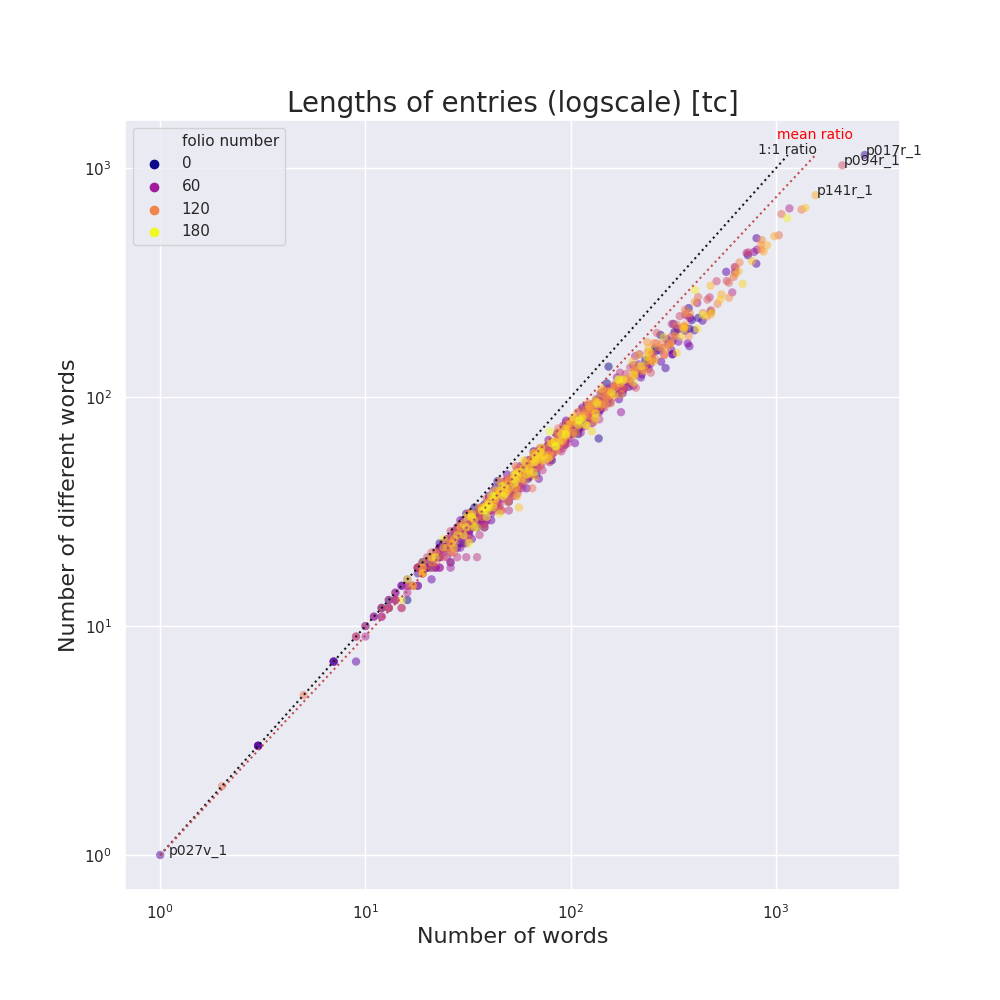 Lengths of entries (logscale) [tc]
folio number
0
60
120
180
mean ratio
1:1 ratio
p017r_1
p094r_1
p141r_1
p027v_1
Number of different words
10³
10²
10¹
10⁰
10⁰ 10¹ 10² 10³
Number of words